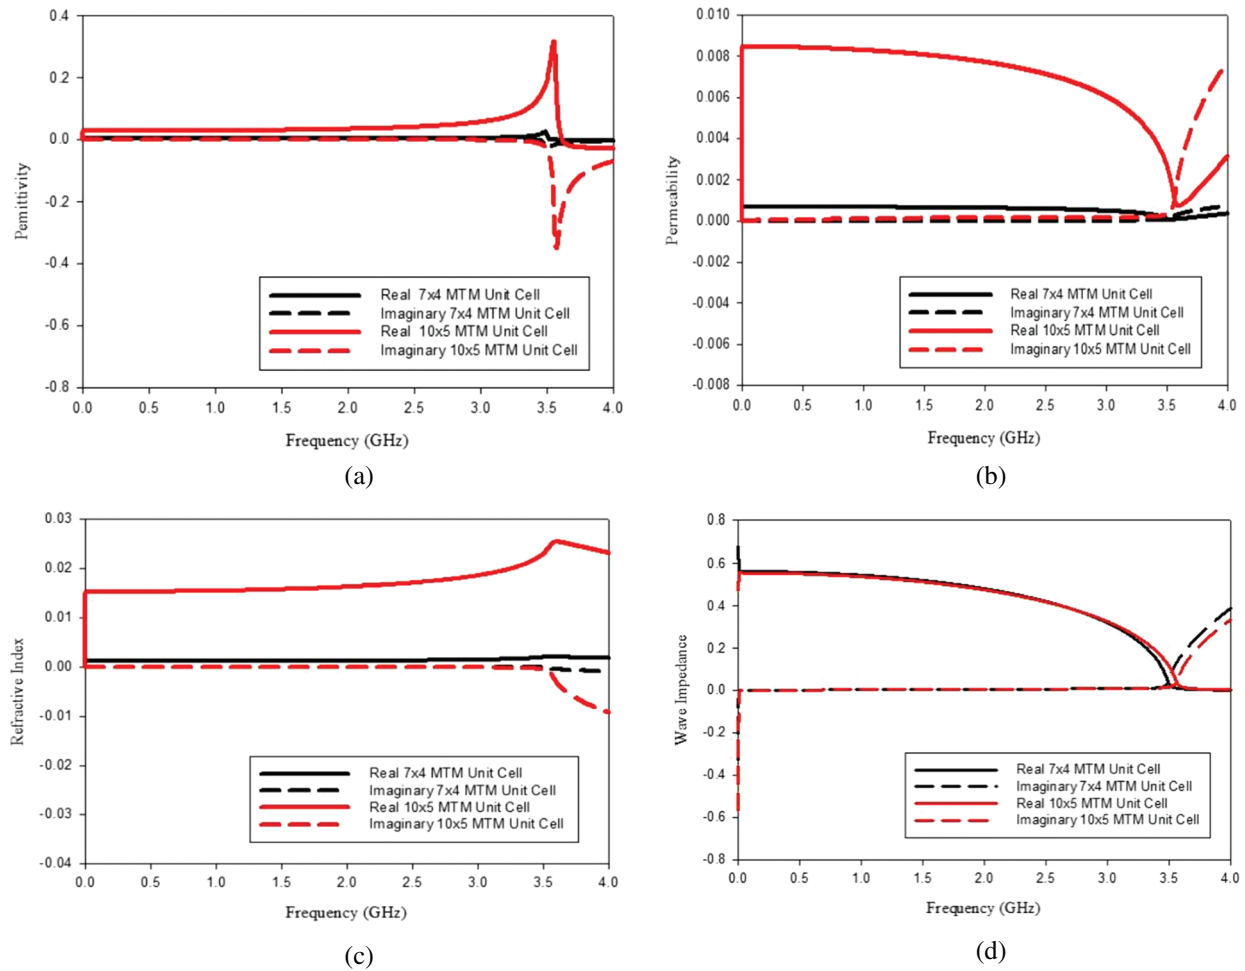 0.4
0.2
0.0
-0.2
-0.4
-0.6
-0.8
Pemittivity
Real 7x4 MTM Unit Cell
Imaginary 7x4 MTM Unit Cell
Real 10x5 MTM Unit Cell
Imaginary 10x5 MTM Unit Cell
0.0 0.5 1.0 1.5 2.0 2.5 3.0 3.5 4.0
Frequency (GHz)
(a)
0.010
0.008
0.006
0.004
0.002
0.000
-0.002
-0.004
-0.006
-0.008
Permeability
Real 7x4 MTM Unit Cell
Imaginary 7x4 MTM Unit Cell
Real 10x5 MTM Unit Cell
Imaginary 10x5 MTM Unit Cell
0.0 0.5 1.0 1.5 2.0 2.5 3.0 3.5 4.0
Frequency (GHz)
(b)
0.03
0.02
0.01
0.00
-0.01
-0.02
-0.03
-0.04
Refractive Index
Real 7x4 MTM Unit Cell
Imaginary 7x4 MTM Unit Cell
Real 10x5 MTM Unit Cell
Imaginary 10x5 MTM Unit Cell
0.0 0.5 1.0 1.5 2.0 2.5 3.0 3.5 4.0
Frequency (GHz)
(c)
0.8
0.6
0.4
0.2
0.0
-0.2
-0.4
-0.6
-0.8
Wave Impedance
Real 7x4 MTM Unit Cell
Imaginary 7x4 MTM Unit Cell
Real 10x5 MTM Unit Cell
Imaginary 10x5 MTM Unit Cell
0.0 0.5 1.0 1.5 2.0 2.5 3.0 3.5 4.0
Frequency (GHz)
(d)